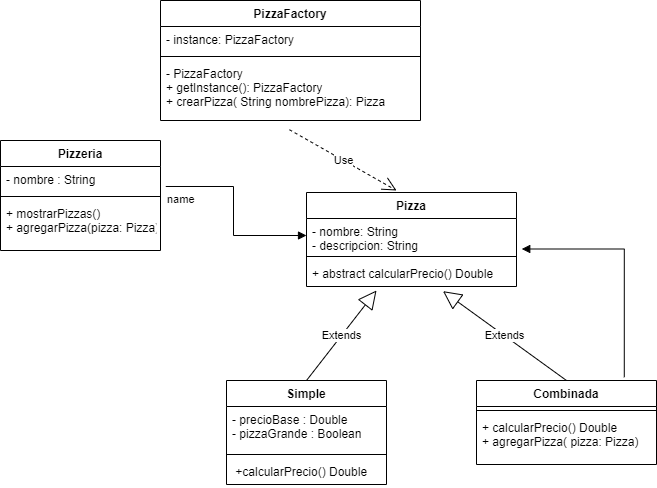 PizzaFactory
- instance: PizzaFactory
- PizzaFactory
+ getInstance(): PizzaFactory
+ crearPizza( String nombrePizza): Pizza
Use
Pizzeria
- nombre : String
+ mostrarPizzas()
+ agregarPizza(pizza: Pizza)
name
Pizza
- nombre: String
- descripcion: String
+ abstract calcularPrecio() Double
Extends
Extends
Simple
- precioBase : Double
- pizzaGrande : Boolean
+calcularPrecio() Double
Combinada
+ calcularPrecio() Double
+ agregarPizza( pizza: Pizza)